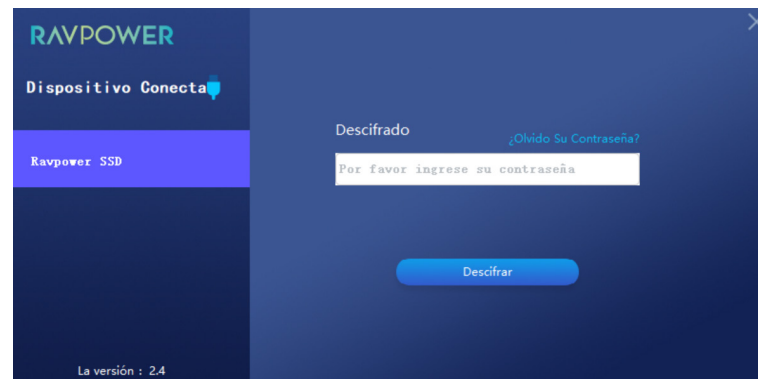 RAVPOWER
Dispositivo Conecta
Ravpower SSD
La versión : 2.4
Descifrado
¿Olvido Su Contraseña?
Por favor ingrese su contraseña
Descifrar